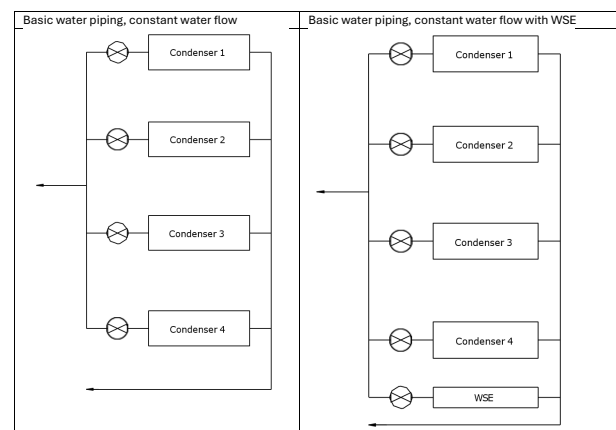 Basic water piping, constant water flow
Condenser 1
Condenser 2
Condenser 3
Condenser 4
Basic water piping, constant water flow with WSE
Condenser 1
Condenser 2
Condenser 3
Condenser 4
WSE